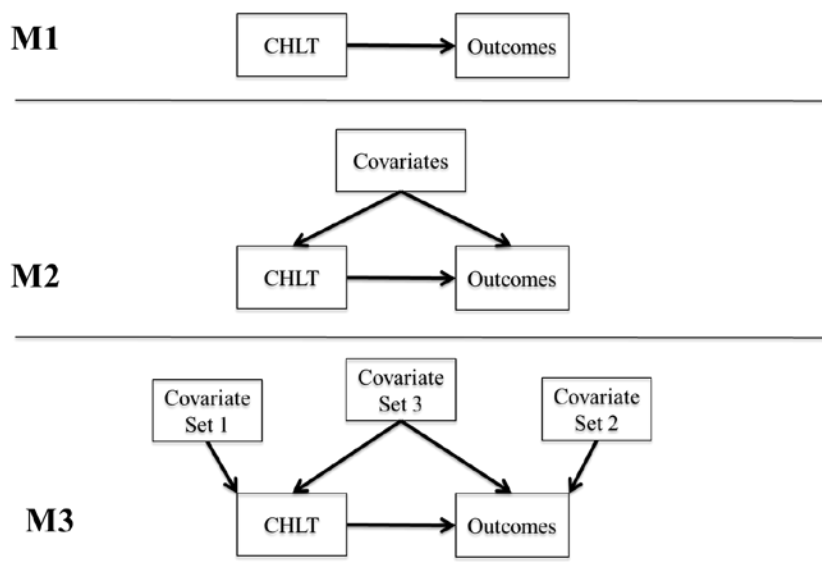 M1
CHLT
Outcomes
Covariates
M2
CHLT
Outcomes
Covariate
Set 1
Covariate
Set 3
Covariate
Set 2
M3
CHLT
Outcomes